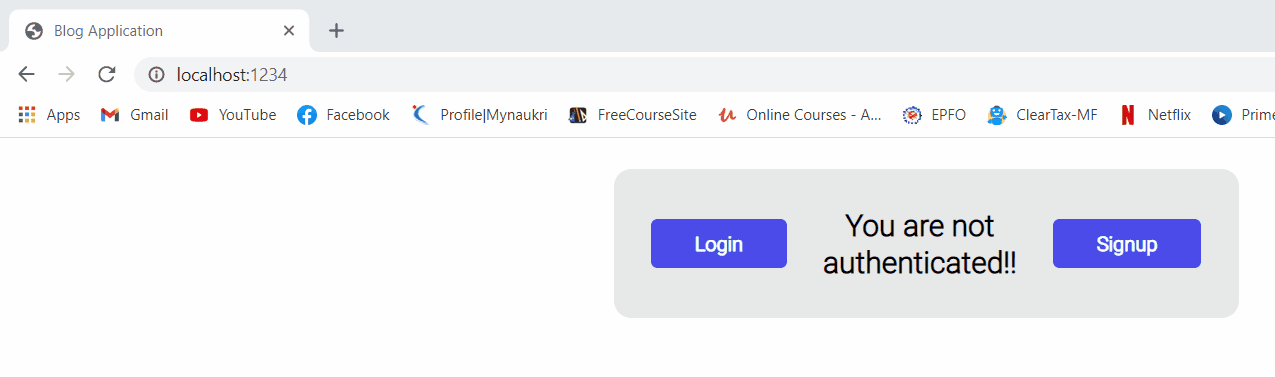 Blog Application
localhost:1234
Apps Gmail YouTube Facebook Profile|Mynaukri FreeCourseSite Online Courses - A... EPFO ClearTax-MF Netflix Prime
Login
You are not
authenticated!!
Signup